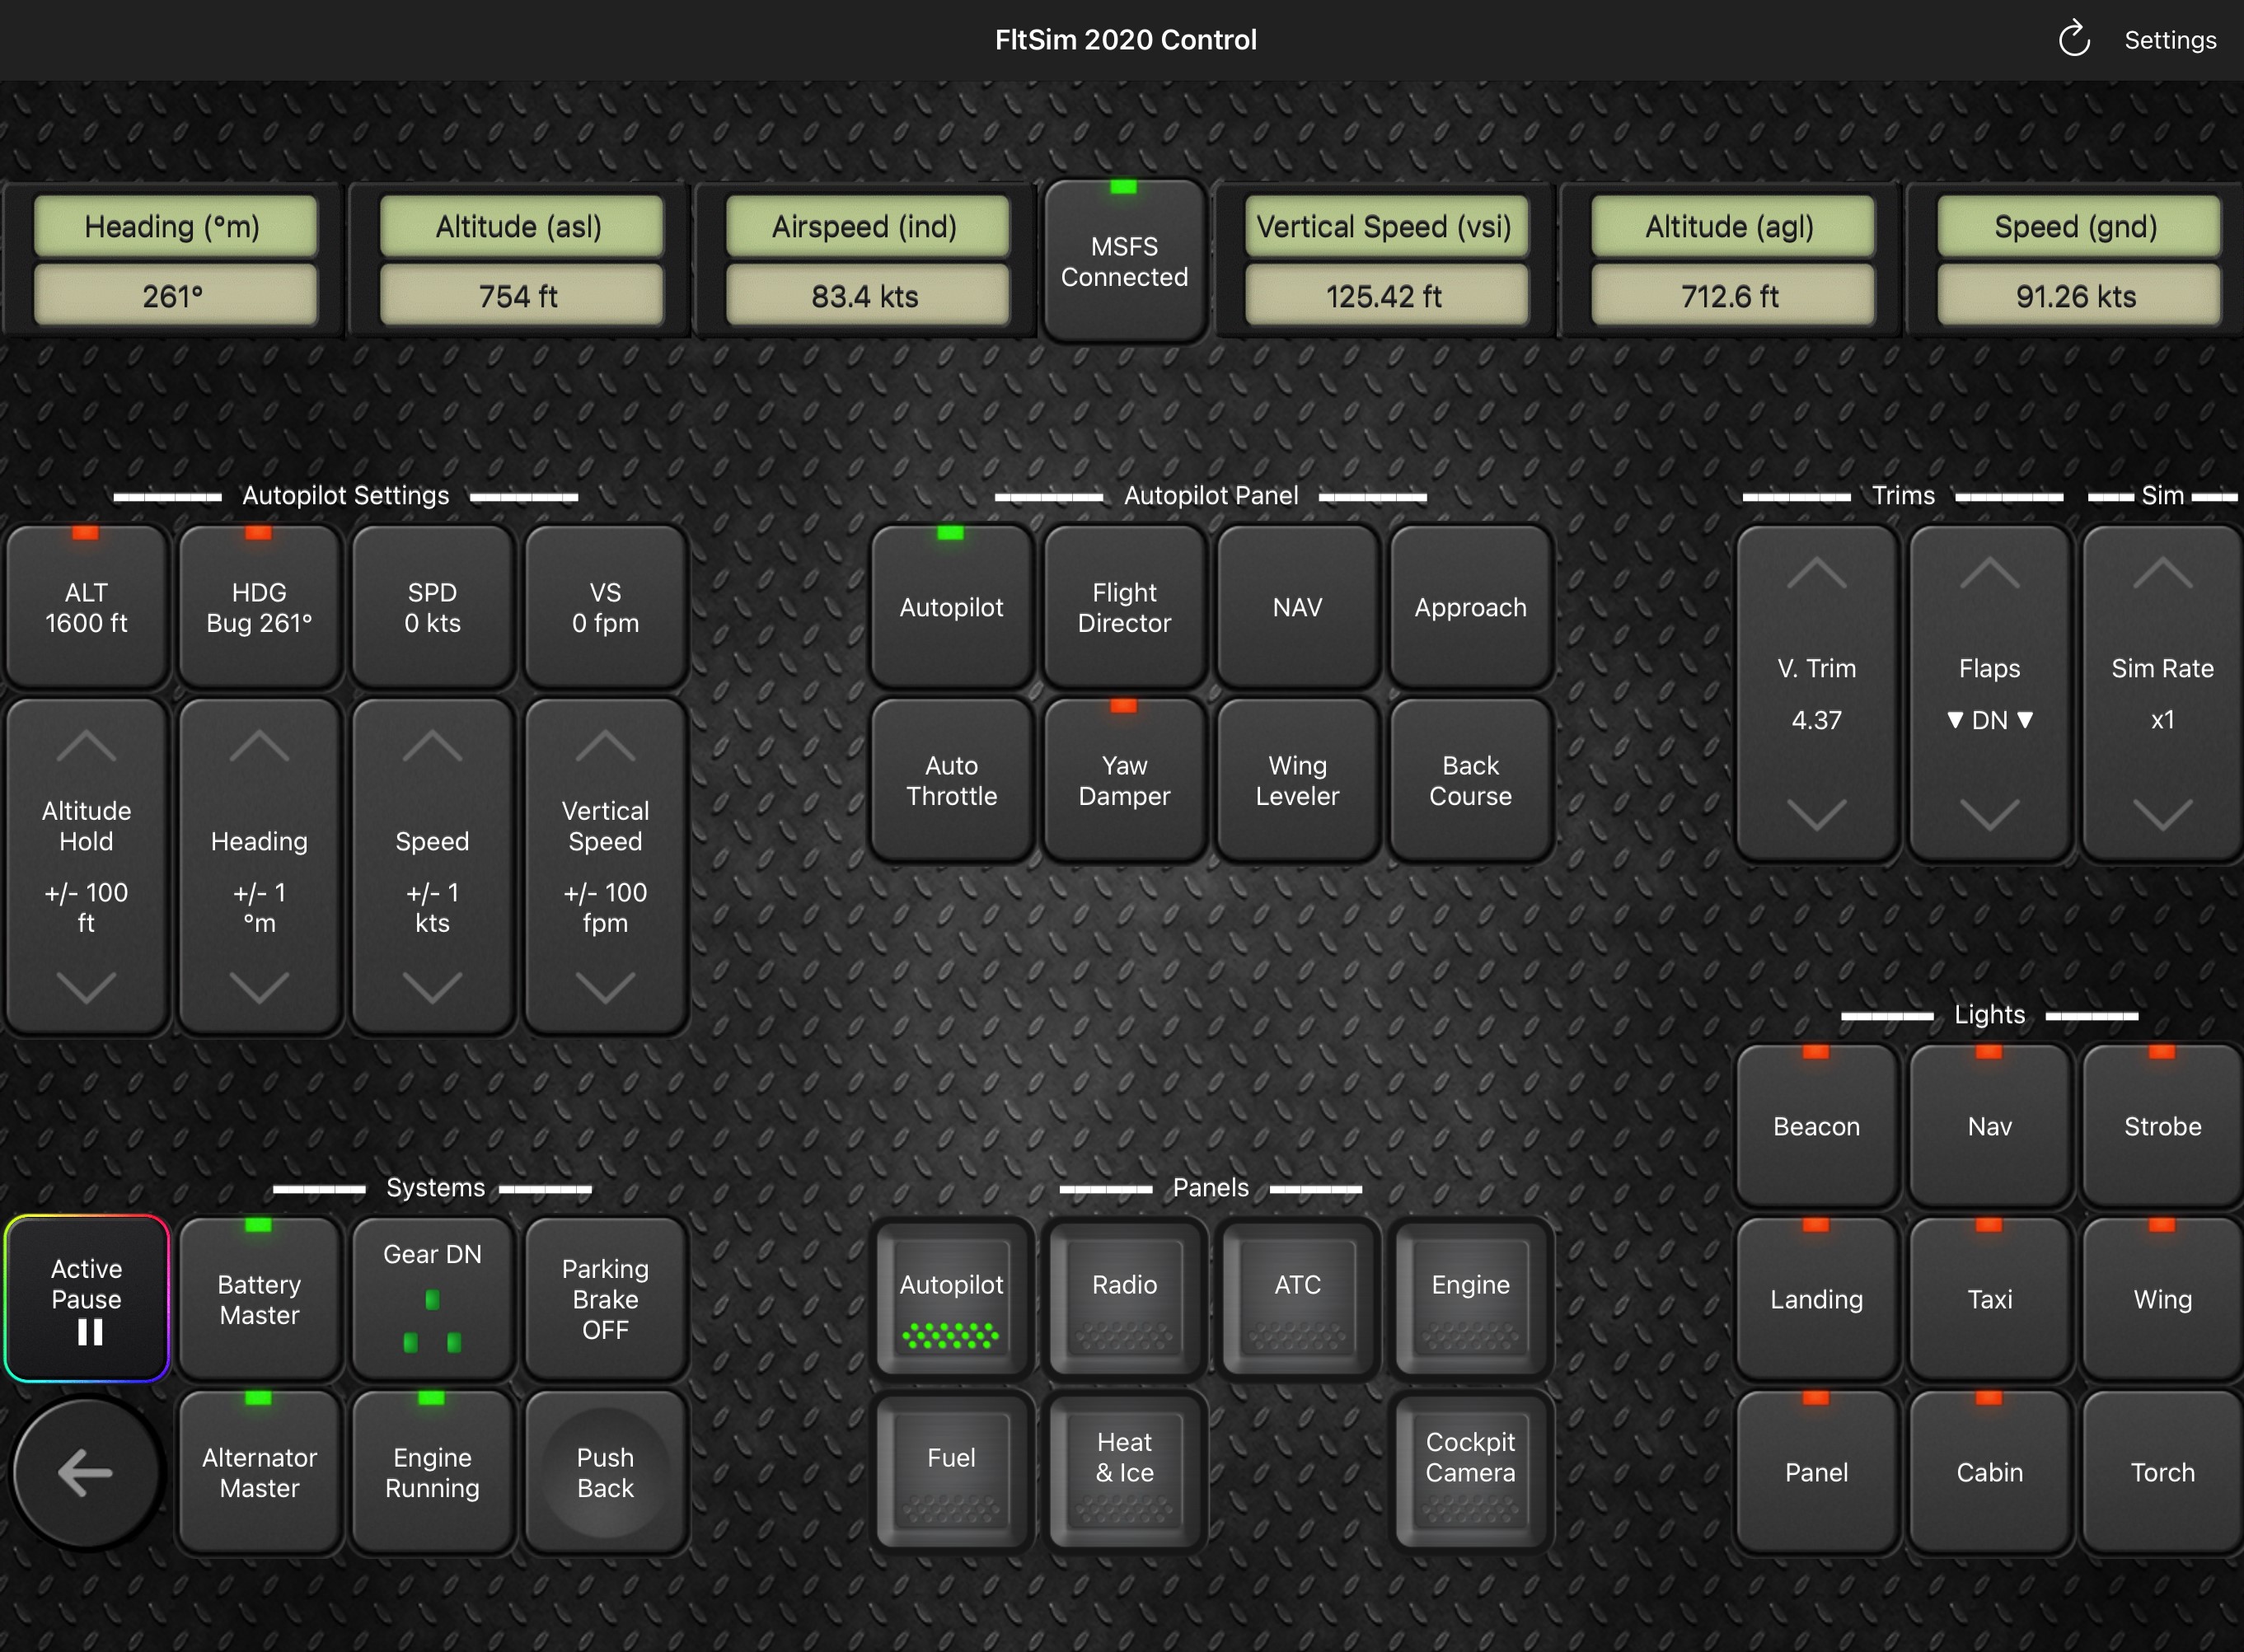 FltSim 2020 Control
Settings
Heading (°m)
261°
Altitude (asl)
754 ft
Airspeed (ind)
83.4 kts
MSFS
Connected
Vertical Speed (vsi)
125.42 ft
Altitude (agl)
712.6 ft
Speed (gnd)
91.26 kts
Autopilot Settings
ALT
1600 ft
HDG
Bug 261°
SPD
0 kts
VS
0 fpm
Altitude
Hold
+/- 100
ft
Heading
+/- 1
°m
Speed
+/- 1
kts
Vertical
Speed
+/- 100
fpm
Autopilot Panel
Autopilot
Flight
Director
NAV
Approach
Auto
Throttle
Yaw
Damper
Wing
Leveler
Back
Course
Trims
V. Trim
4.37
Flaps
▼ DN ▼
Sim
Sim Rate
x1
Systems
Active
Pause
Battery
Master
Gear DN
Parking
Brake
OFF
Alternator
Master
Engine
Running
Push
Back
Panels
Autopilot
Radio
ATC
Engine
Fuel
Heat
& Ice
Cockpit
Camera
Lights
Beacon
Nav
Strobe
Landing
Taxi
Wing
Panel
Cabin
Torch